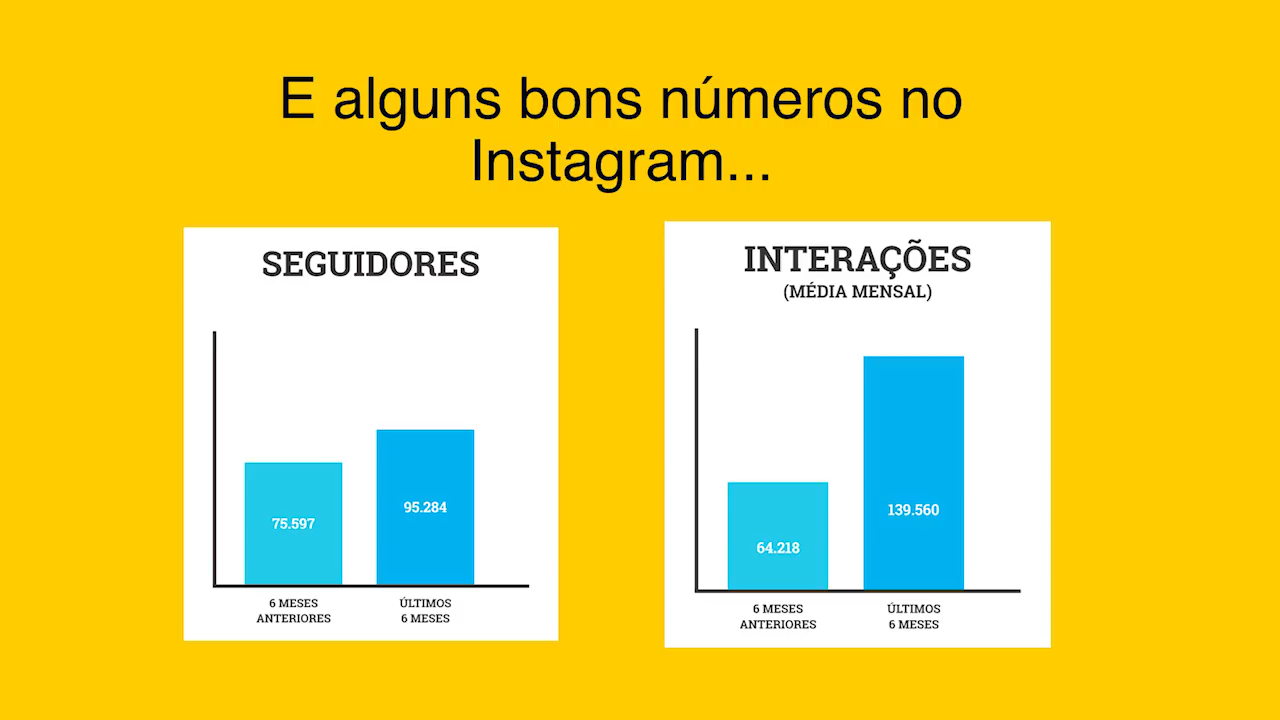 E alguns bons números no
Instagram...
SEGUIDORES
75.597
95.284
6 MESES
ANTERIORES
ÚLTIMOS
6 MESES
INTERAÇÕES
(MÉDIA MENSAL)
64.218
139.560
6 MESES
ANTERIORES
ÚLTIMOS
6 MESES